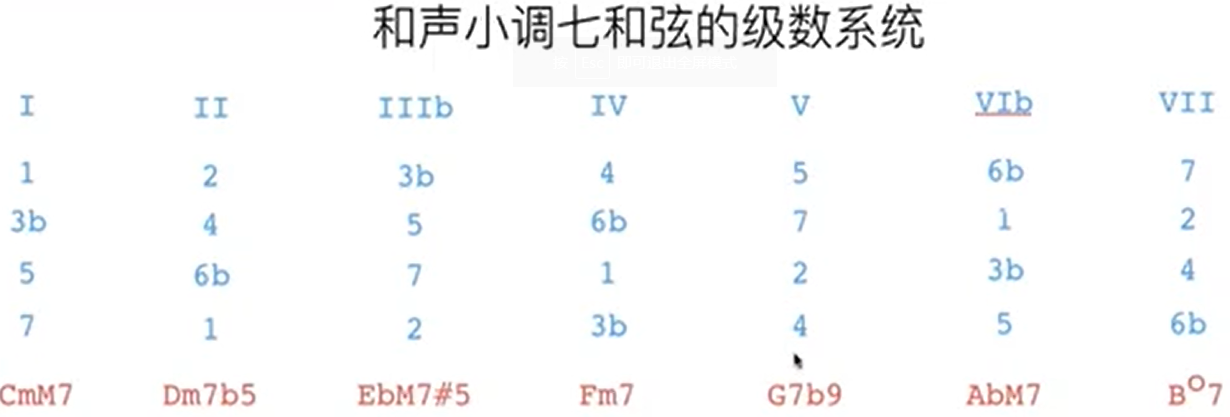 和声小调七和弦的级数系统
I II IIIb IV V VIb VII
1 2 3b 4 5 6b 7
3b 4 5 6b 7 1 2
5 6b 7 1 2 3b 4
7 1 2 3b 4 5 6b
CmM7 Dm7b5 EbM7#5 Fm7 G7b9 AbM7 BO7